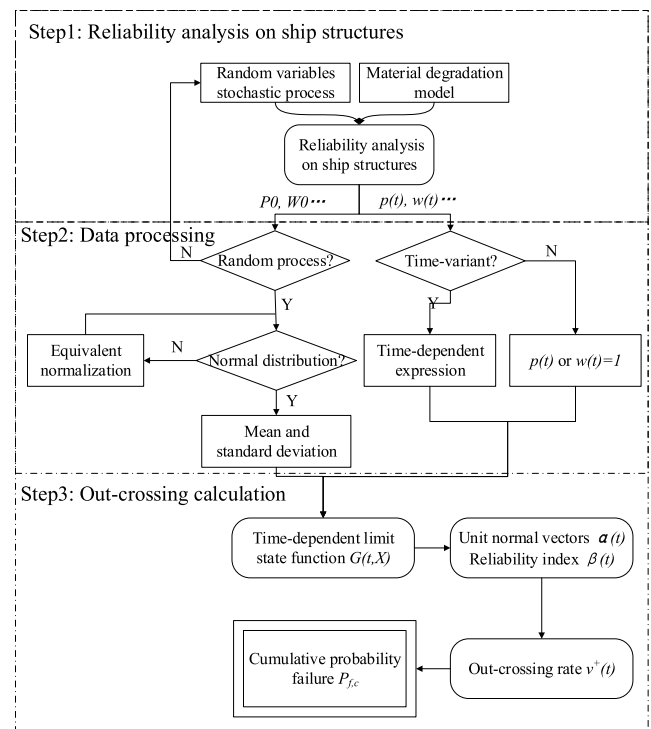 Step1: Reliability analysis on ship structures
Random variables
stochastic process
Material degradation
model
Reliability analysis
on ship structures
P0, W0⋯
p(t), w(t)⋯
Step2: Data processing
N
Random process?
Time-variant?
N
Y
Y
Equivalent
normalization
N
Normal distribution?
Time-dependent
expression
p(t) or w(t)=1
Y
Mean and
standard deviation
Step3: Out-crossing calculation
Time-dependent limit
state function G(t,X)
Unit normal vectors α(t)
Reliability index β(t)
Cumulative probability
failure Pf,c
Out-crossing rate v⁺(t)